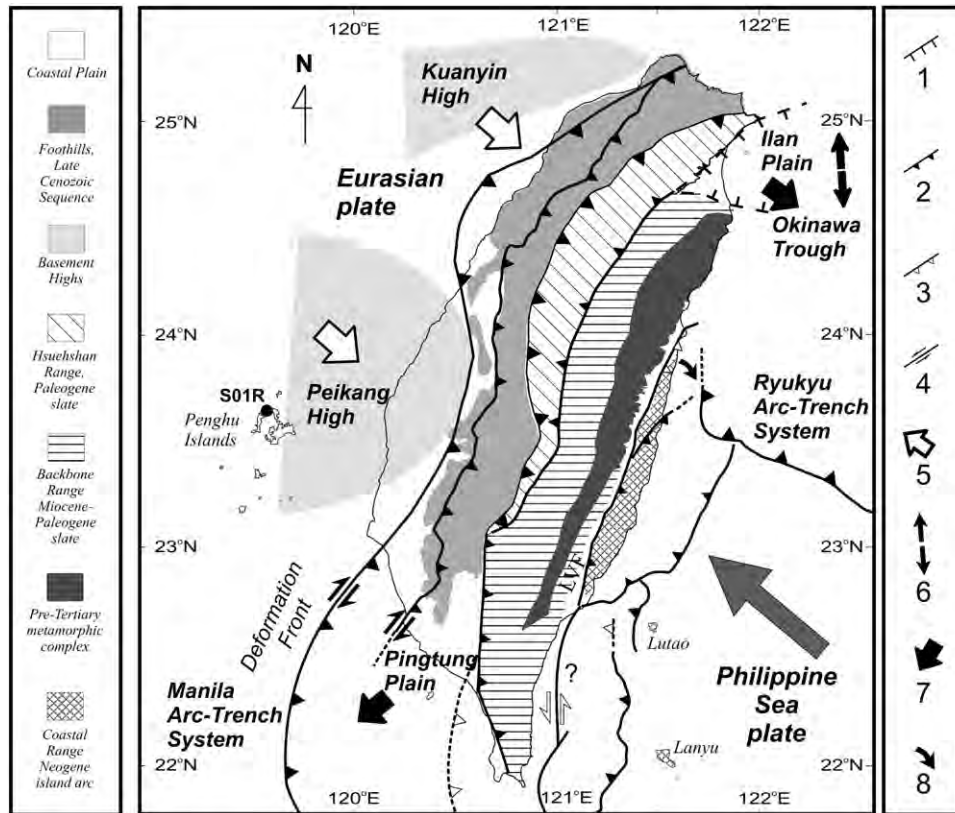 Coastal Plain
Foothills,
Late
Cenozoic
Sequence
Basement
Highs
Hsuehshan
Range,
Paleogene
slate
Backbone
Range
Miocene-
Paleogene
slate
Pre-Tertiary
metamorphic
complex
Coastal
Range
Neogene
island arc
120°E
121°E
122°E
N
25°N
24°N
23°N
22°N
Kuanyin
High
Eurasian
plate
Ilan
Plain
Okinawa
Trough
25°N
24°N
23°N
22°N
Peikang
High
S01R
Penghu
Islands
Ryukyu
Arc-Trench
System
LVF
Deformation
Front
Pingtung
Plain
Manila
Arc-Trench
System
?
Lutao
Lanyu
Philippine
Sea
plate
120°E
121°E
122°E
1
2
3
4
5
6
7
8